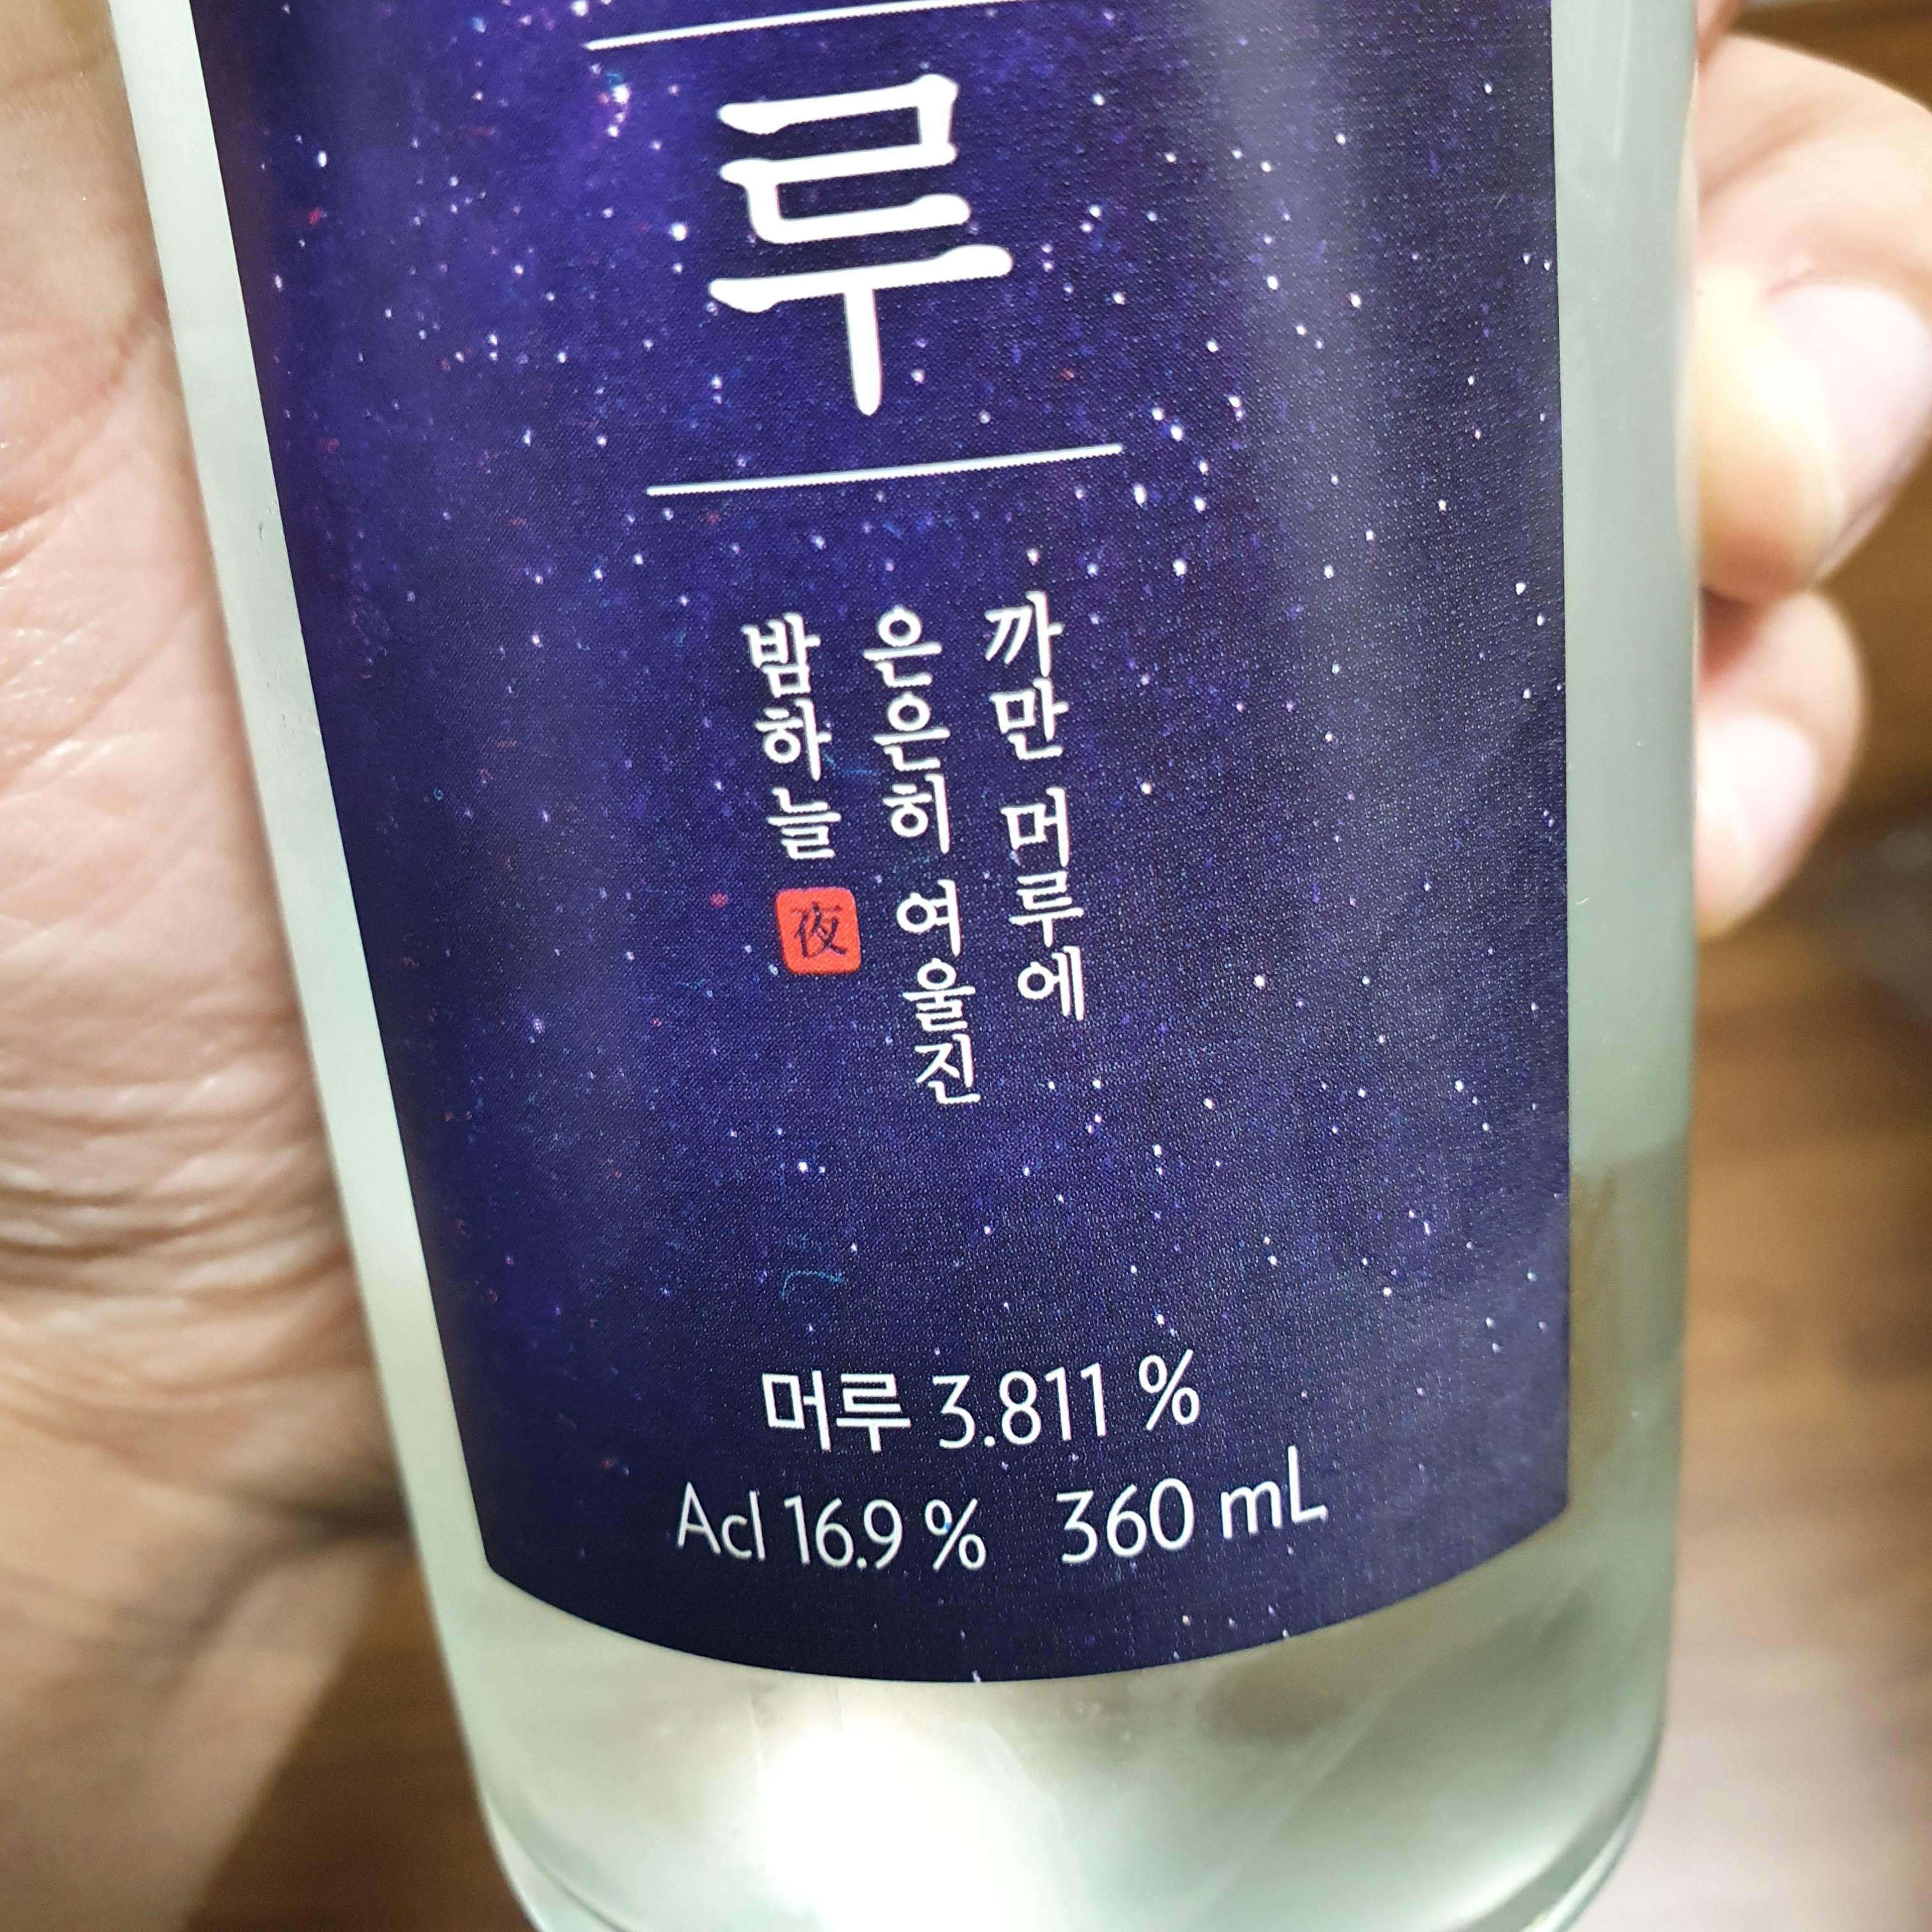 루
까만 머루에
은은히 여울진
밤하늘 夜
머루 3.811 %
Acl 16.9 % 360 mL